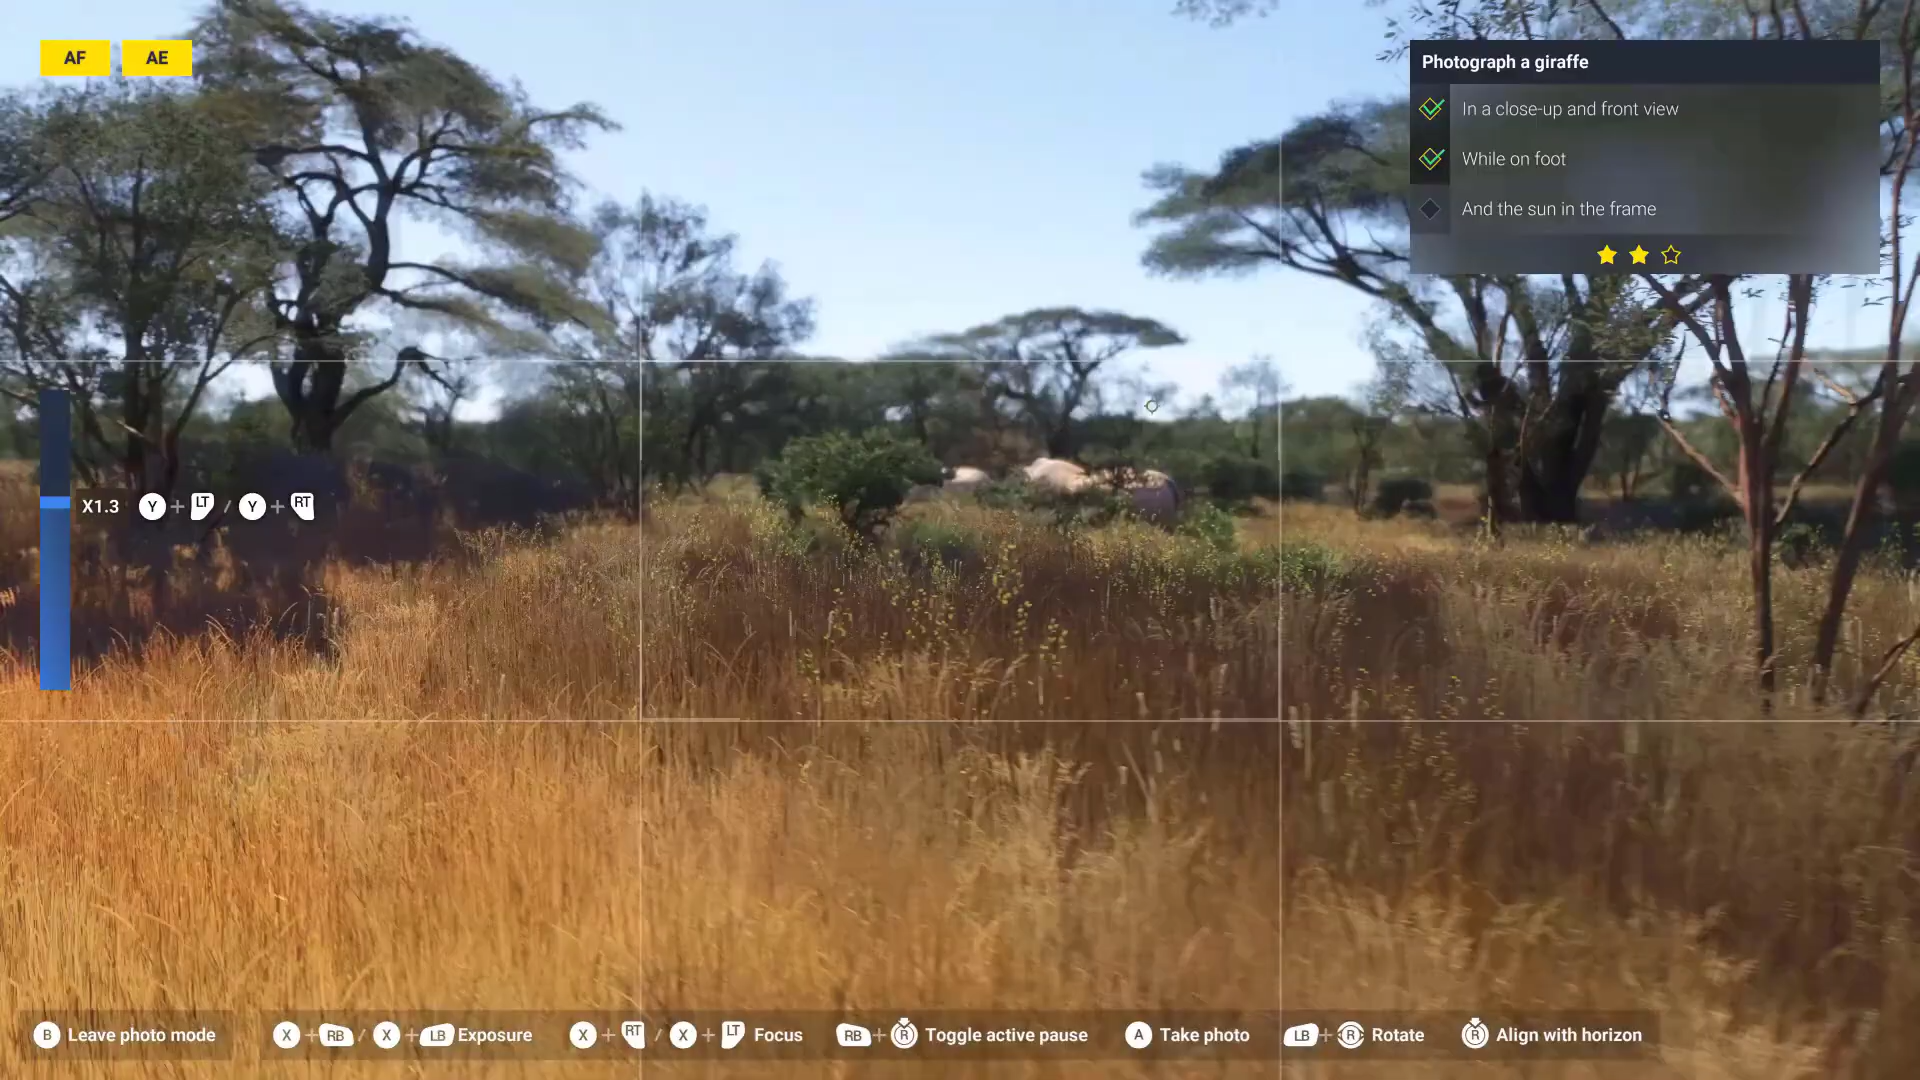 AF AE
Photograph a giraffe
In a close-up and front view
While on foot
And the sun in the frame
X1.3 Y + LT / Y + RT
B Leave photo mode X + RB / X + LB Exposure X + RT / X + LT Focus RB + R Toggle active pause A Take photo LB + R Rotate R Align with horizon